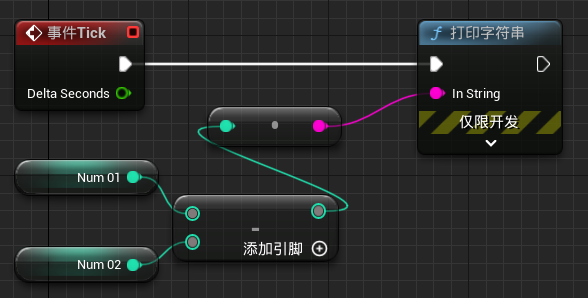 事件Tick
Delta Seconds
打印字符串
In String
仅限开发
Num 01
Num 02
-
添加引脚